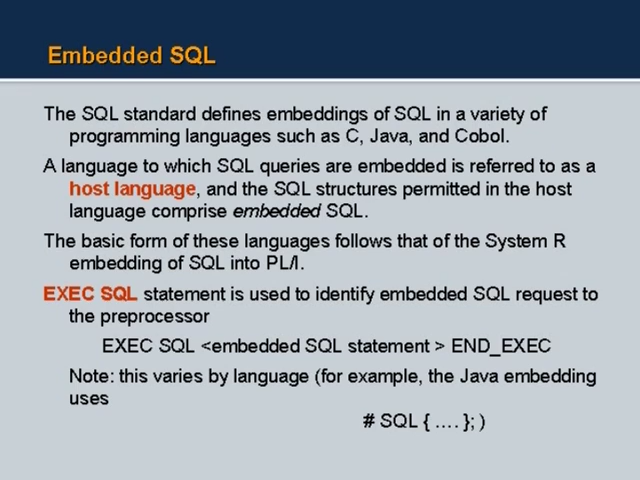 Embedded SQL
The SQL standard defines embeddings of SQL in a variety of
programming languages such as C, Java, and Cobol.
A language to which SQL queries are embedded is referred to as a
host language, and the SQL structures permitted in the host
language comprise embedded SQL.
The basic form of these languages follows that of the System R
embedding of SQL into PL/I.
EXEC SQL statement is used to identify embedded SQL request to
the preprocessor
EXEC SQL <embedded SQL statement > END_EXEC
Note: this varies by language (for example, the Java embedding
uses
# SQL { …. }; )